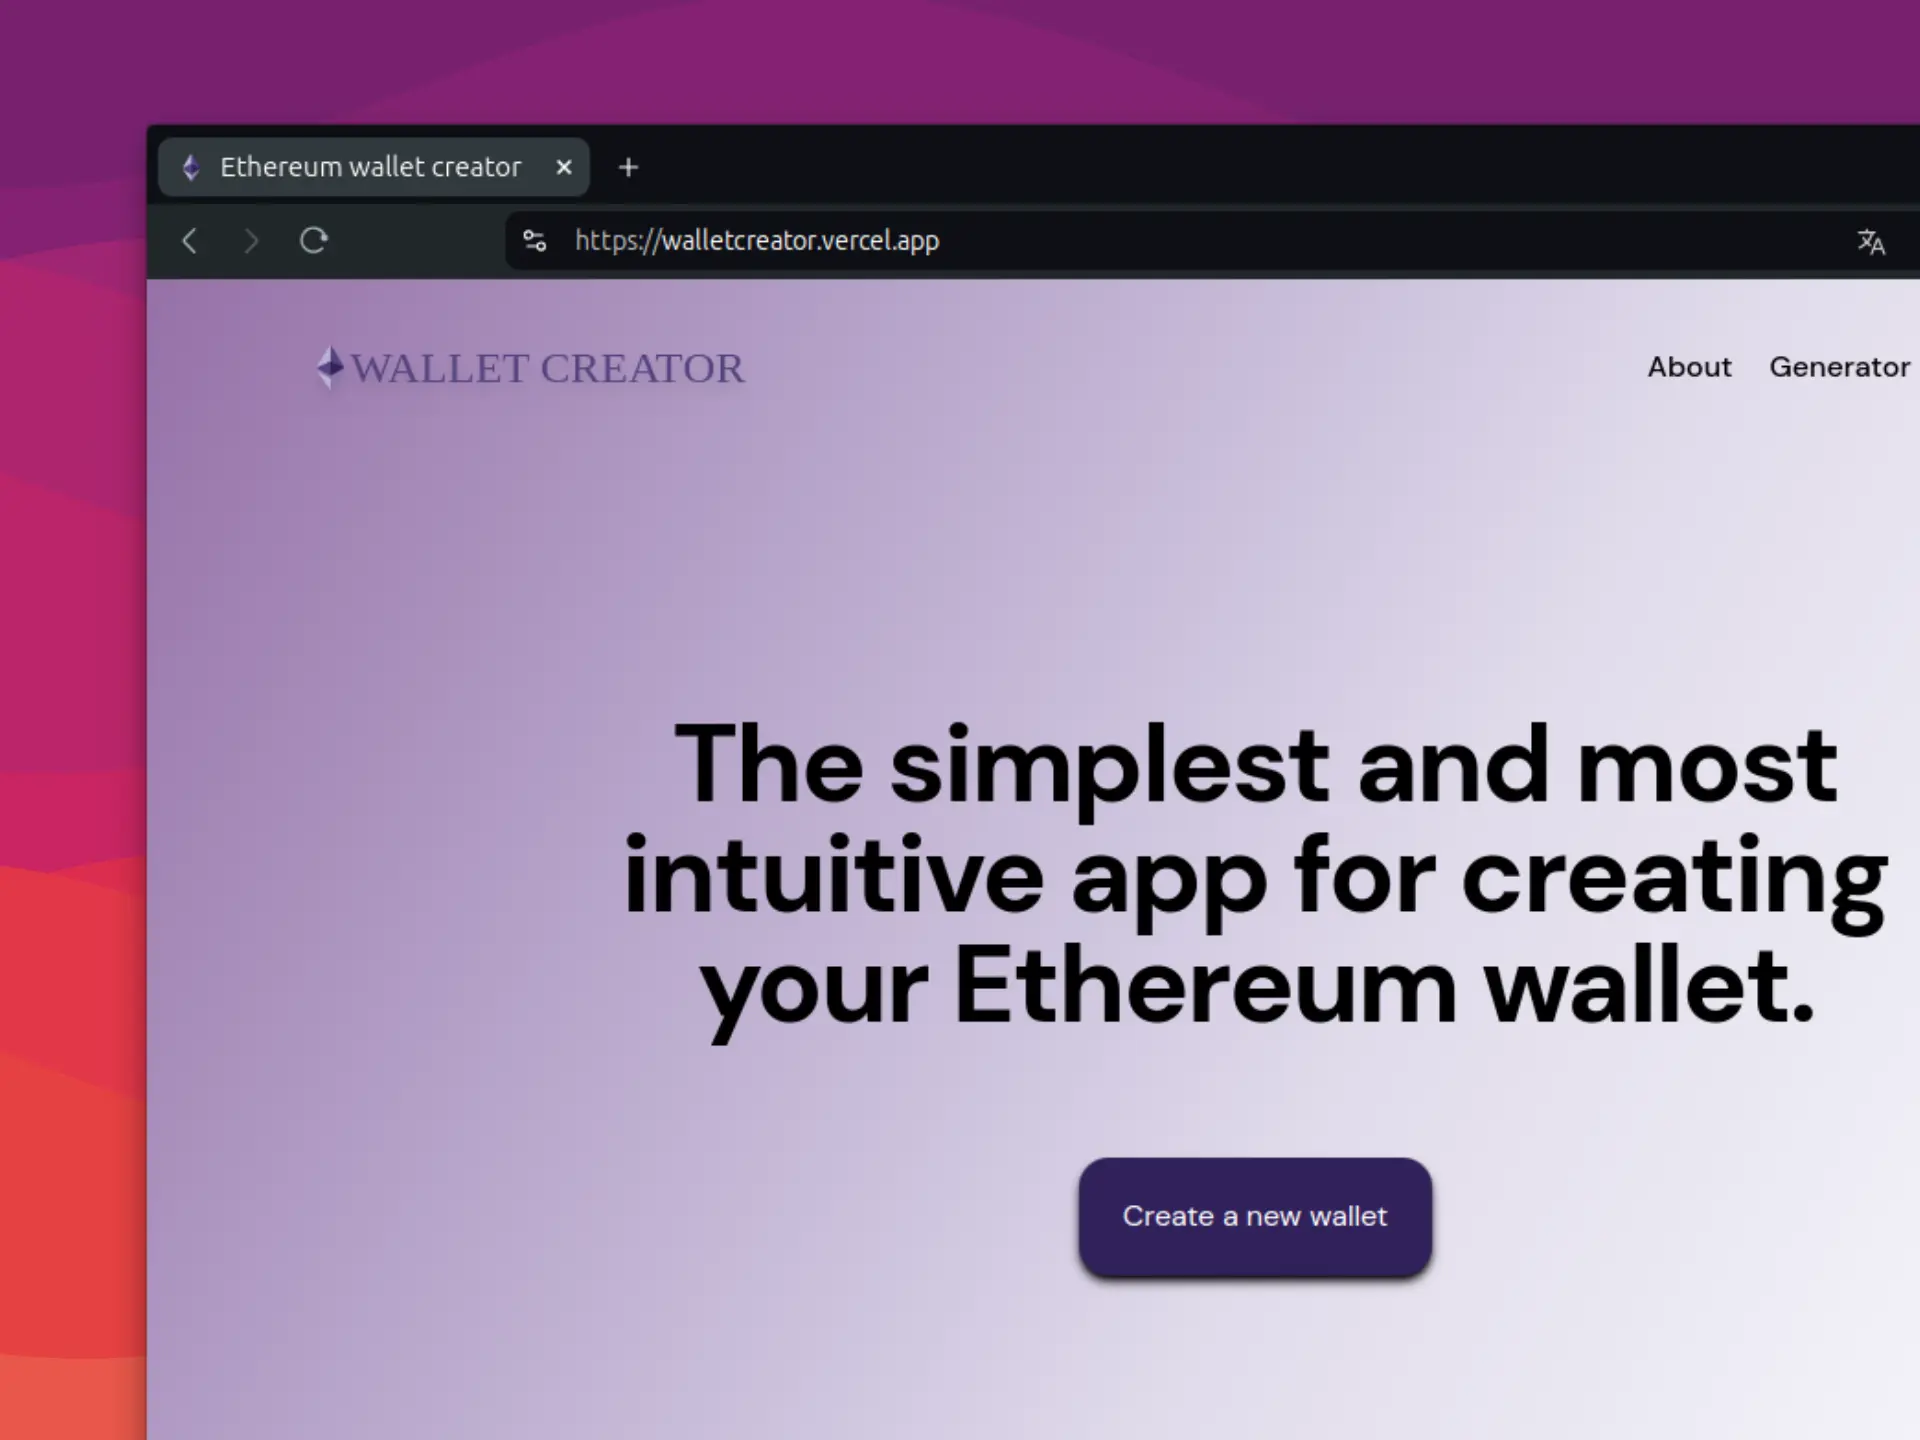 Ethereum wallet creator
https://walletcreator.vercel.app
WALLET CREATOR
About Generator
The simplest and most
intuitive app for creating
your Ethereum wallet.
Create a new wallet